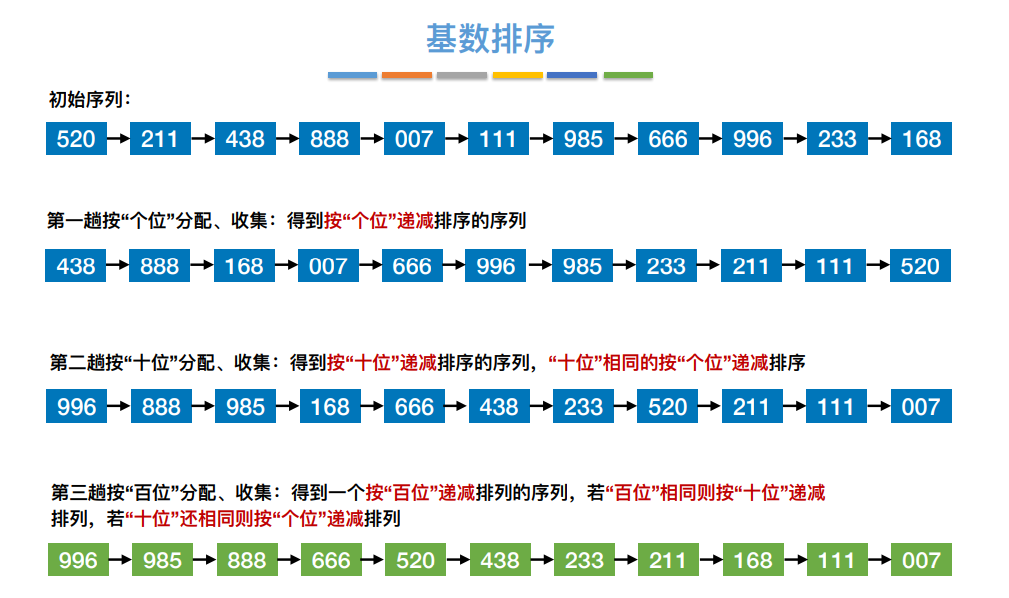 基数排序
初始序列：
520 211 438 888 007 111 985 666 996 233 168
第一趟按“个位”分配、收集：得到按“个位”递减排序的序列
438 888 168 007 666 996 985 233 211 111 520
第二趟按“十位”分配、收集：得到按“十位”递减排序的序列，“十位”相同的按“个位”递减排序
996 888 985 168 666 438 233 520 211 111 007
第三趟按“百位”分配、收集：得到一个按“百位”递减排列的序列，若“百位”相同则按“十位”递减
排列，若“十位”还相同则按“个位”递减排列
996 985 888 666 520 438 233 211 168 111 007